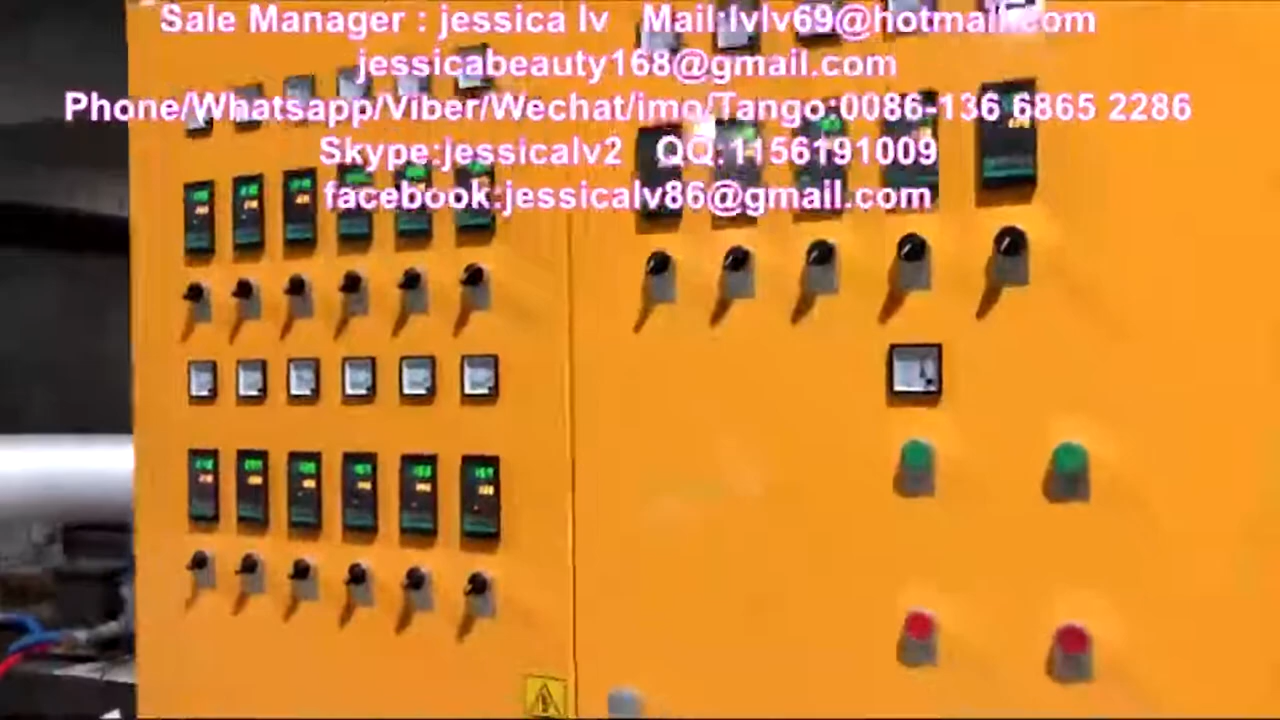 Sale Manager : jessica lv Mail:lvlv69@hotmail.com
jessicabeauty168@gmail.com
Phone/Whatsapp/Viber/Wechat/imo/Tango:0086-136 6865 2286
Skype:jessicalv2 QQ:1156191009
facebook:jessicalv86@gmail.com